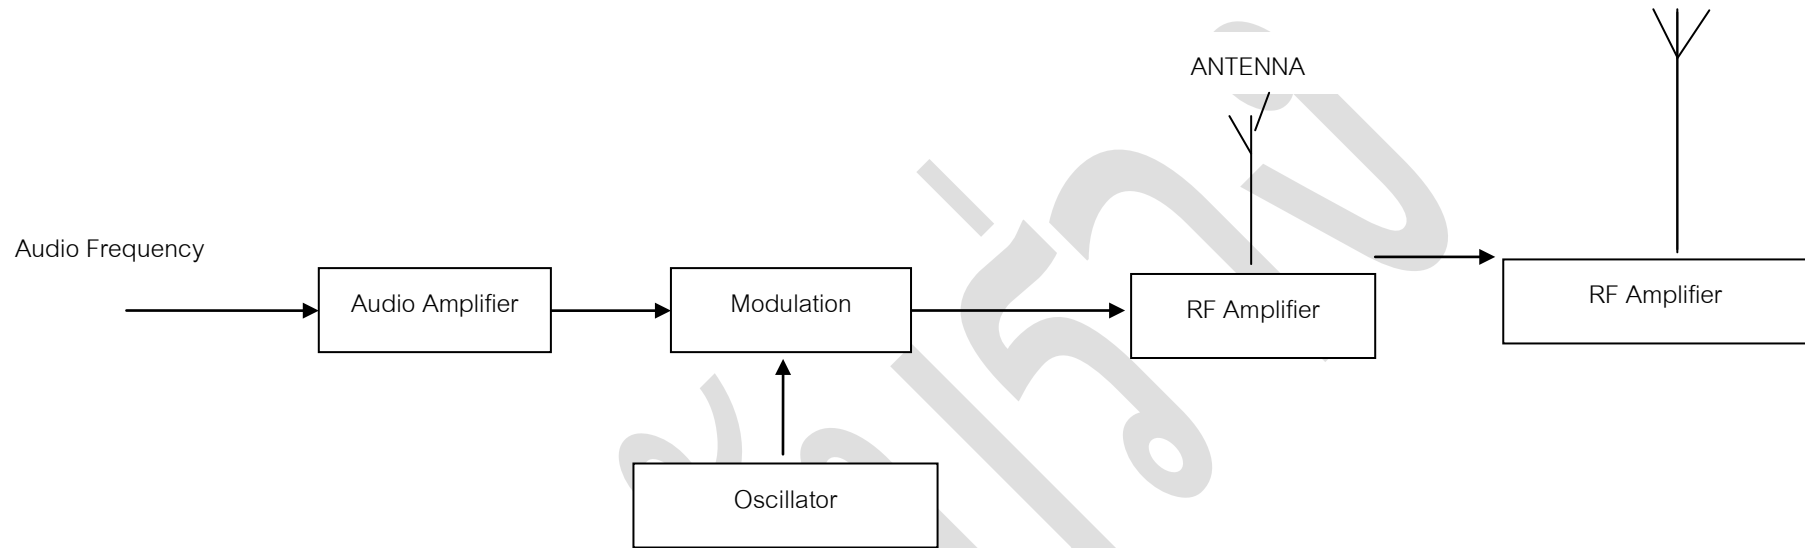 ANTENNA
Audio Frequency
Audio Amplifier
Modulation
RF Amplifier
RF Amplifier
Oscillator